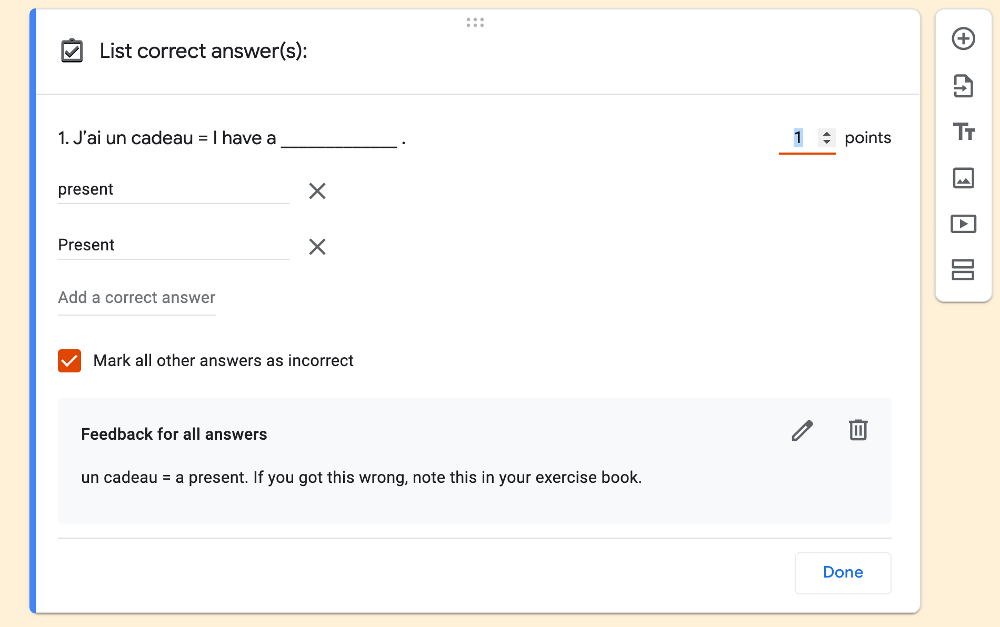 List correct answer(s):
1. J’ai un cadeau = I have a _____________ .
1 points
present
Present
Add a correct answer
Mark all other answers as incorrect
Feedback for all answers
un cadeau = a present. If you got this wrong, note this in your exercise book.
Done